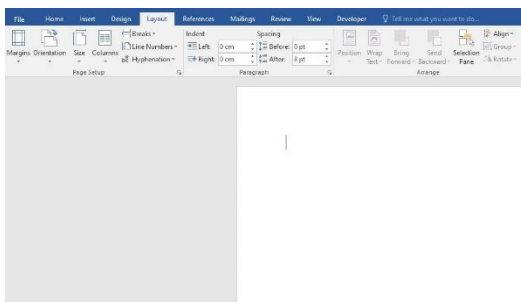 File Home Insert Design Layout References Mailings Review View Developer Tell me what you want to do...
Breaks Indent Spacing Align
Line Numbers Left: 0 cm Before: 0 pt Group
Margins Orientation Size Columns Hyphenation Right: 0 cm After: 8 pt Position Wrap Text Bring Forward Send Backward Selection Pane Rotate
Page Setup Paragraph Arrange